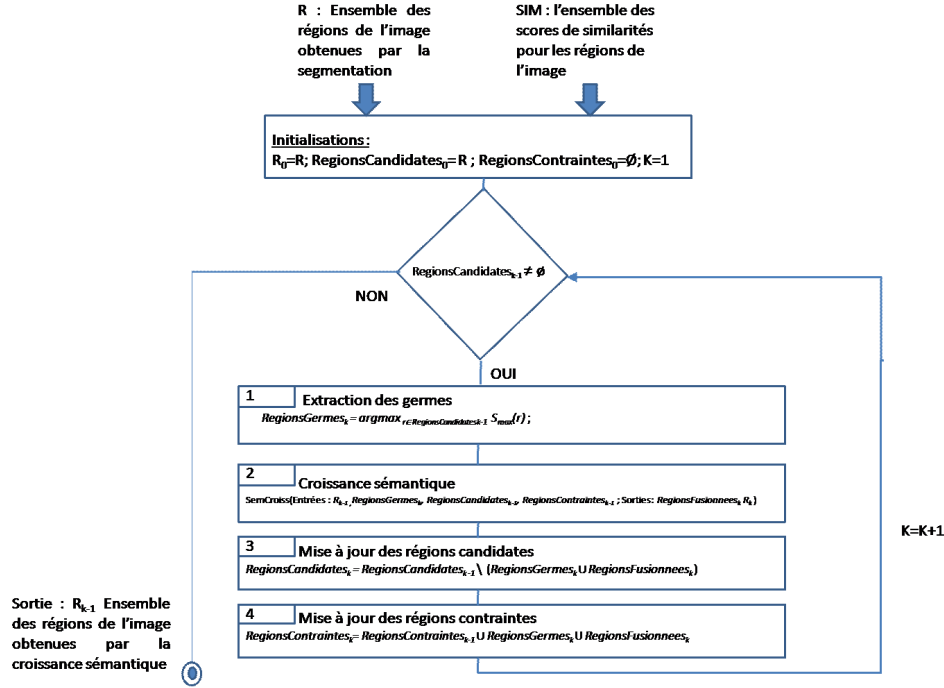 R : Ensemble des
régions de l'image
obtenues par la
segmentation
SIM : l'ensemble des
scores de similarités
pour les régions de
l'image
Initialisations :
R0=R; RegionsCandidates0= R ; RegionsContraintes0=Ø; K=1
RegionsCandidatesk-1 ≠ ø
NON
OUI
1
Extraction des germes
RegionsGermesk = argmax r∈RegionsCandidatesk-1 Smax(r) ;
2
Croissance sémantique
SemCroiss(Entrées : Rk-1, RegionsGermesk, RegionsCandidatesk-1, RegionsContraintesk-1 ; Sorties: RegionsFusionneesk Rk)
3
Mise à jour des régions candidates
RegionsCandidatesk = RegionsCandidatesk-1 \ (RegionsGermesk U RegionsFusionneesk)
4
Mise à jour des régions contraintes
RegionsContraintesk= RegionsContraintesk-1 U RegionsGermesk U RegionsFusionneesk
K=K+1
Sortie : Rk-1 Ensemble
des régions de l'image
obtenues par la
croissance sémantique